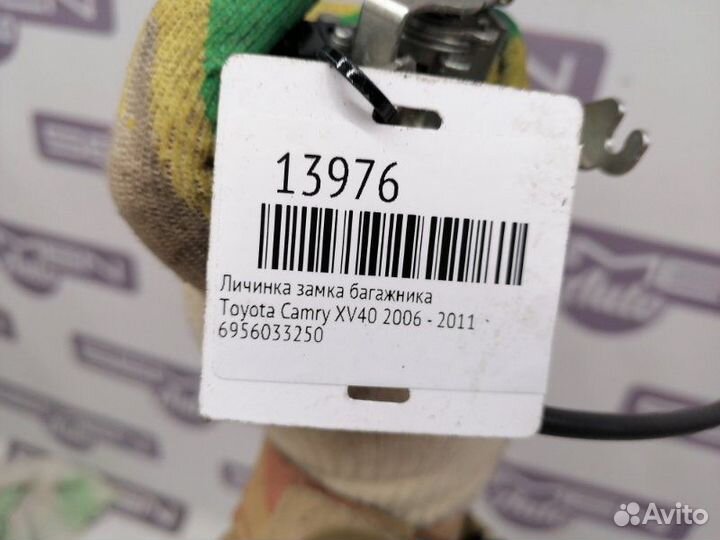 13976
Личинка замка багажника
Toyota Camry XV40 2006 - 2011
6956033250
Avito